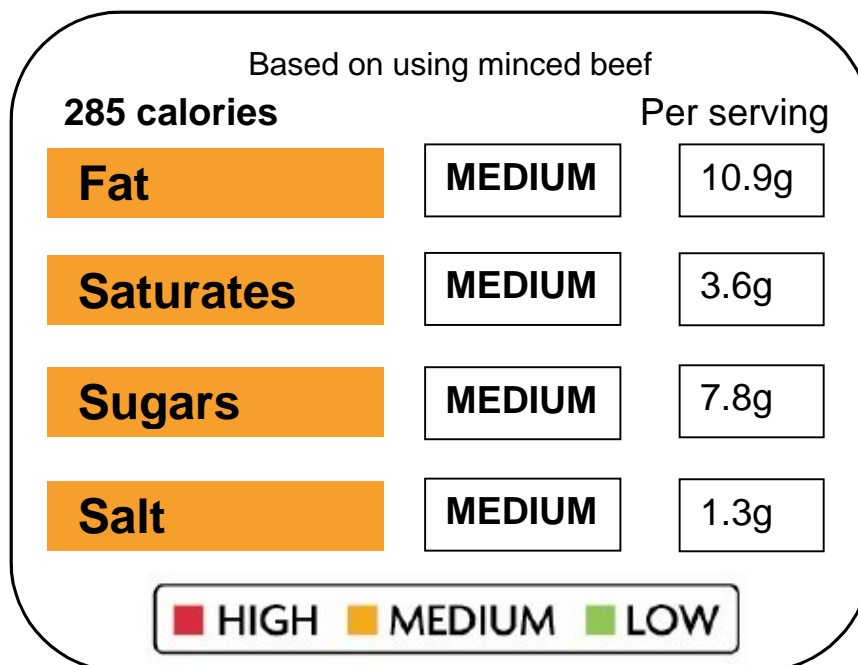 Based on using minced beef
285 calories Per serving
Fat MEDIUM 10.9g
Saturates MEDIUM 3.6g
Sugars MEDIUM 7.8g
Salt MEDIUM 1.3g
HIGH MEDIUM LOW